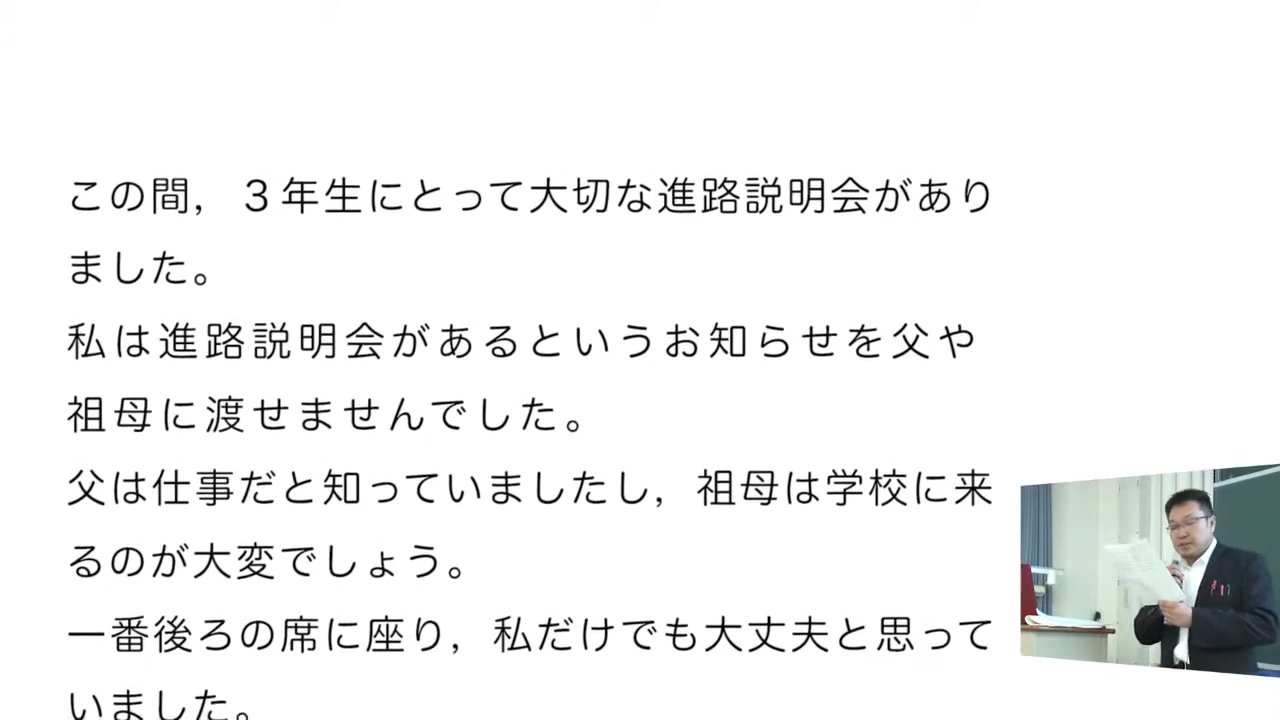 この間，３年生にとって大切な進路説明会があり
ました。
私は進路説明会があるというお知らせを父や
祖母に渡せませんでした。
父は仕事だと知っていましたし，祖母は学校に来
るのが大変でしょう。
一番後ろの席に座り，私だけでも大丈夫と思って
いました。